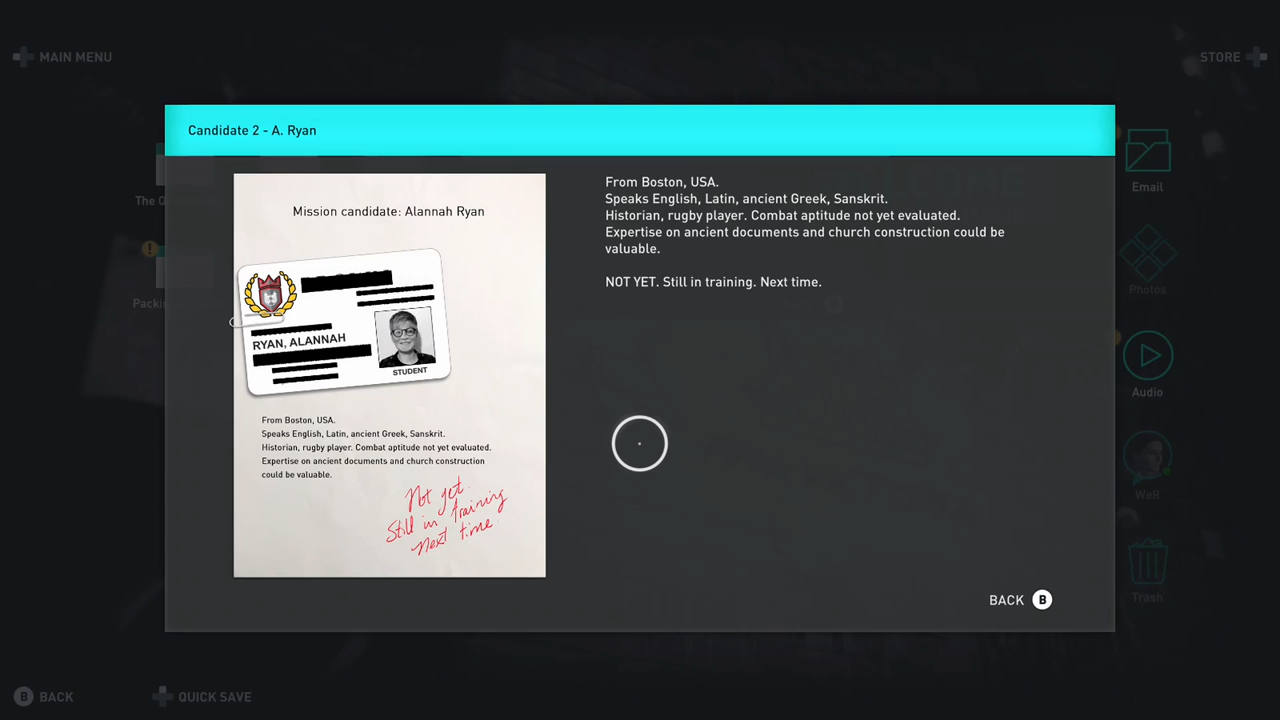 MAIN MENU
STORE
Candidate 2 - A. Ryan
Mission candidate: Alannah Ryan
RYAN, ALANNAH
STUDENT
From Boston, USA.
Speaks English, Latin, ancient Greek, Sanskrit.
Historian, rugby player. Combat aptitude not yet evaluated.
Expertise on ancient documents and church construction
could be valuable.
Not yet.
Still in training
Next time
From Boston, USA.
Speaks English, Latin, ancient Greek, Sanskrit.
Historian, rugby player. Combat aptitude not yet evaluated.
Expertise on ancient documents and church construction could be
valuable.
NOT YET. Still in training. Next time.
BACK B
The
Packin
Email
Photos
Audio
WeR
Trash
B BACK
QUICK SAVE